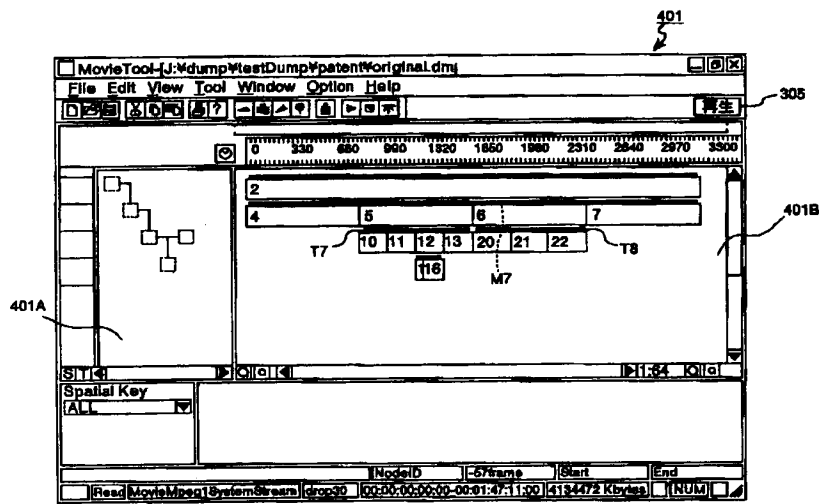 401
MovieTool-[J:¥dump¥testDump¥patent¥original.dm
File Edit View Tool Window Option Help
再生
305
0 330 660 990 1320 1650 1980 2310 2640 2970 3300
2
4 5 6 7
10 11 12 13 20 21 22
T7
T8
116
M7
401A
401B
S T
1:64
Spatial Key
ALL
NodeID -57frame Start End
Read MovieMpeg1SystemStream drop30 00:00:00:00:00-00:01:47:11:00 4134472 Kbytes NUM